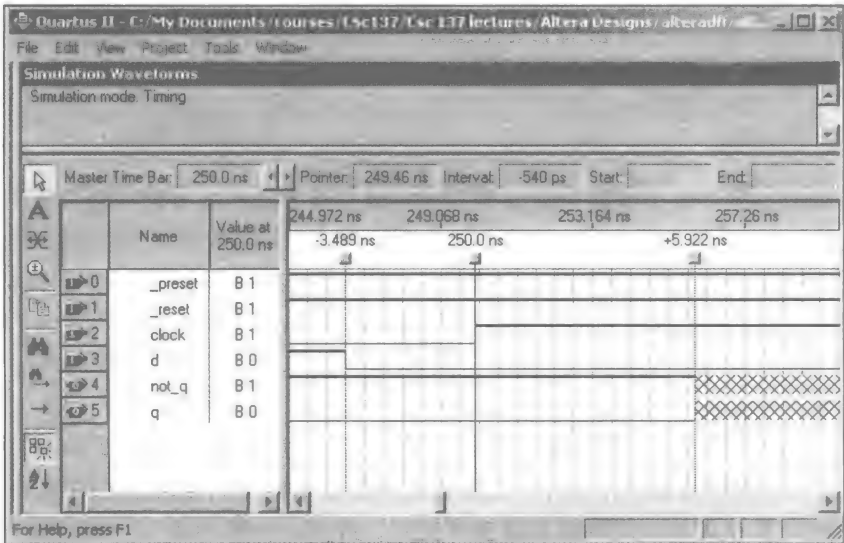 Quartus II - C:/My Documents/courses/CSc137/Csc 137 lectures/Altera Designs/alteradff/
File Edit View Project Tools Window
Simulation Waveforms
Simulation mode: Timing
Master Time Bar: 250.0 ns Pointer: 249.46 ns Interval: -540 ps Start: End:
Name Value at 250.0 ns
244.972 ns 249.068 ns 253.164 ns 257.26 ns
-3.489 ns 250.0 ns +5.922 ns
0 _preset B 1
1 _reset B 1
2 clock B 1
3 d B 0
4 not_q B 1
5 q B 0
For Help, press F1